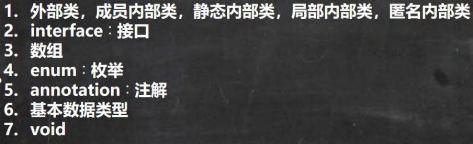 1. 外部类，成员内部类，静态内部类，局部内部类，匿名内部类
2. interface：接口
3. 数组
4. enum：枚举
5. annotation：注解
6. 基本数据类型
7. void